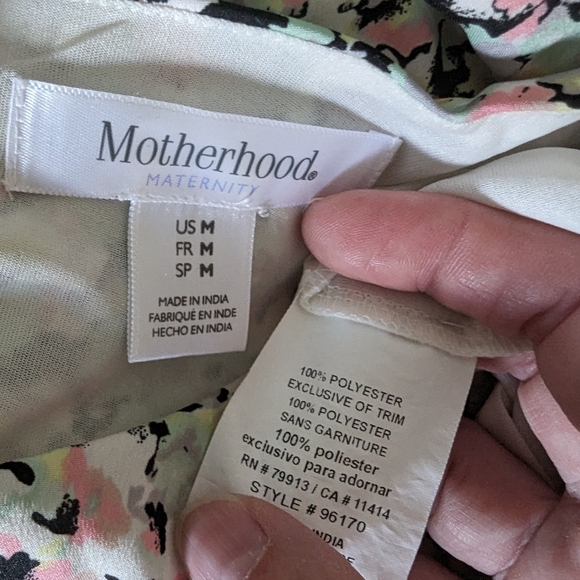 Motherhood®
MATERNITY
US M
FR M
SP M
MADE IN INDIA
FABRIQUÉ EN INDE
HECHO EN INDIA
100% POLYESTER
EXCLUSIVE OF TRIM
100% POLYESTER
SANS GARNITURE
100% poliester
exclusivo para adornar
RN # 79913 / CA # 11414
STYLE # 96170
INDIA